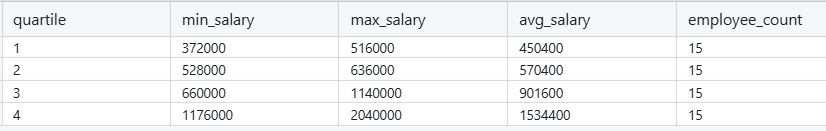 quartile min_salary max_salary avg_salary employee_count
1 372000 516000 450400 15
2 528000 636000 570400 15
3 660000 1140000 901600 15
4 1176000 2040000 1534400 15